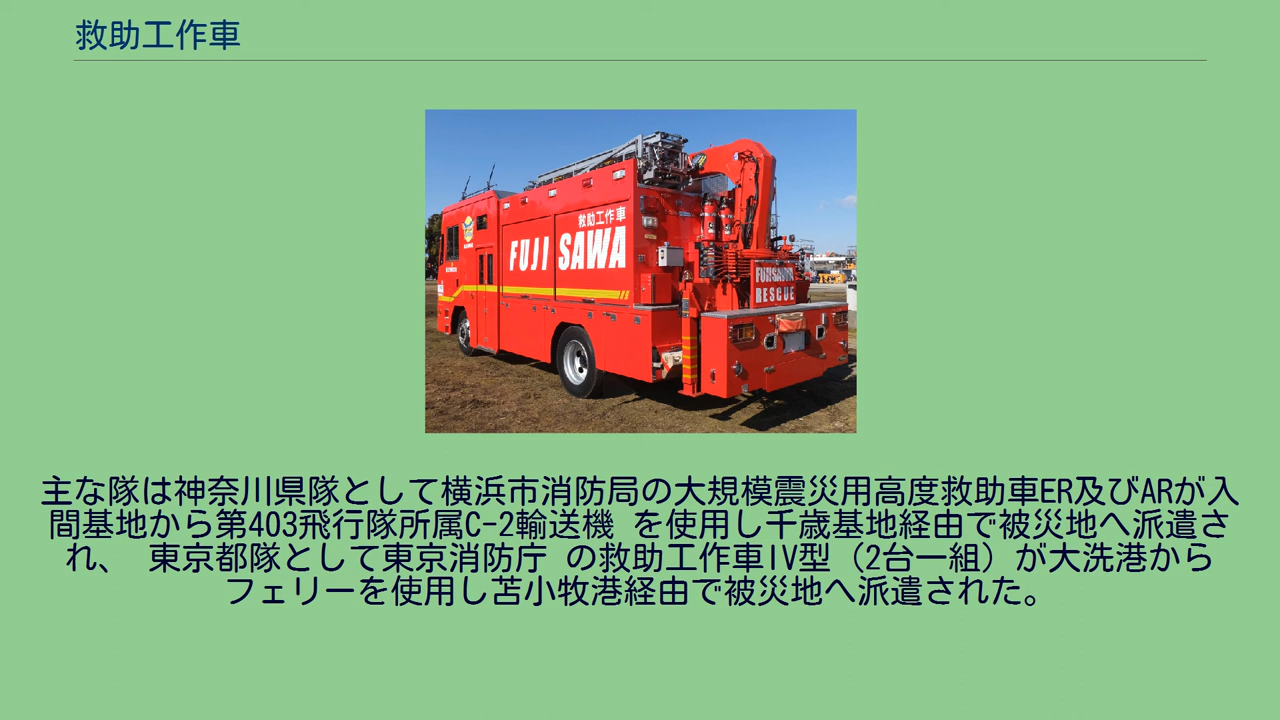 救助工作車
救助工作車
FUJI SAWA
FUJISAWA
RESCUE
主な隊は神奈川県隊として横浜市消防局の大規模震災用高度救助車ER及びARが入
間基地から第403飛行隊所属C-2輸送機 を使用し千歳基地経由で被災地へ派遣さ
れ、 東京都隊として東京消防庁 の救助工作車IV型（2台一組）が大洗港から
フェリーを使用し苫小牧港経由で被災地へ派遣された。